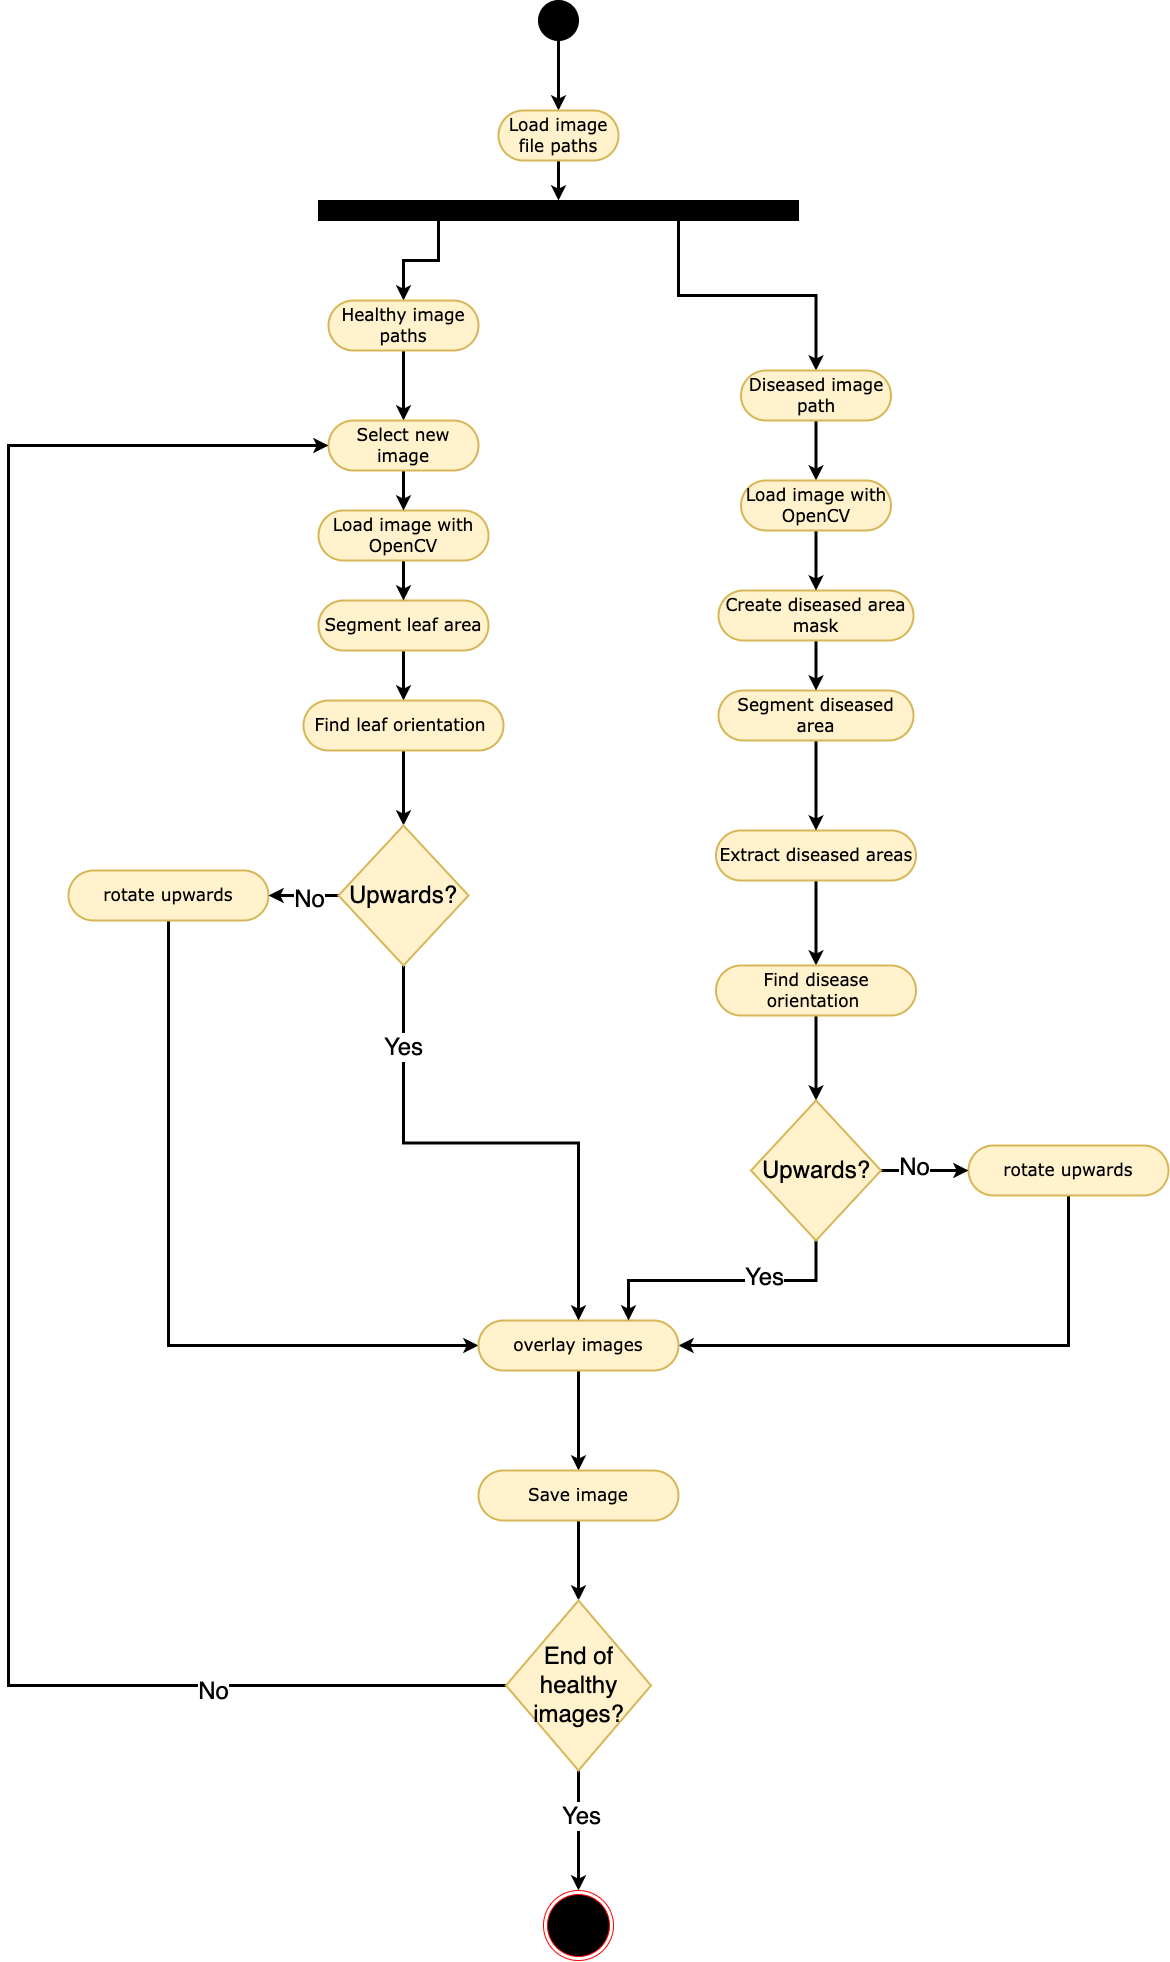 Load image
file paths
Healthy image
paths
Diseased image
path
Select new
image
Load image with
OpenCV
Load image with
OpenCV
Segment leaf area
Create diseased area
mask
Find leaf orientation
Segment diseased
area
Upwards?
No
rotate upwards
Yes
Extract diseased areas
Find disease
orientation
Upwards?
No
rotate upwards
Yes
overlay images
Save image
End of
healthy
images?
No
Yes